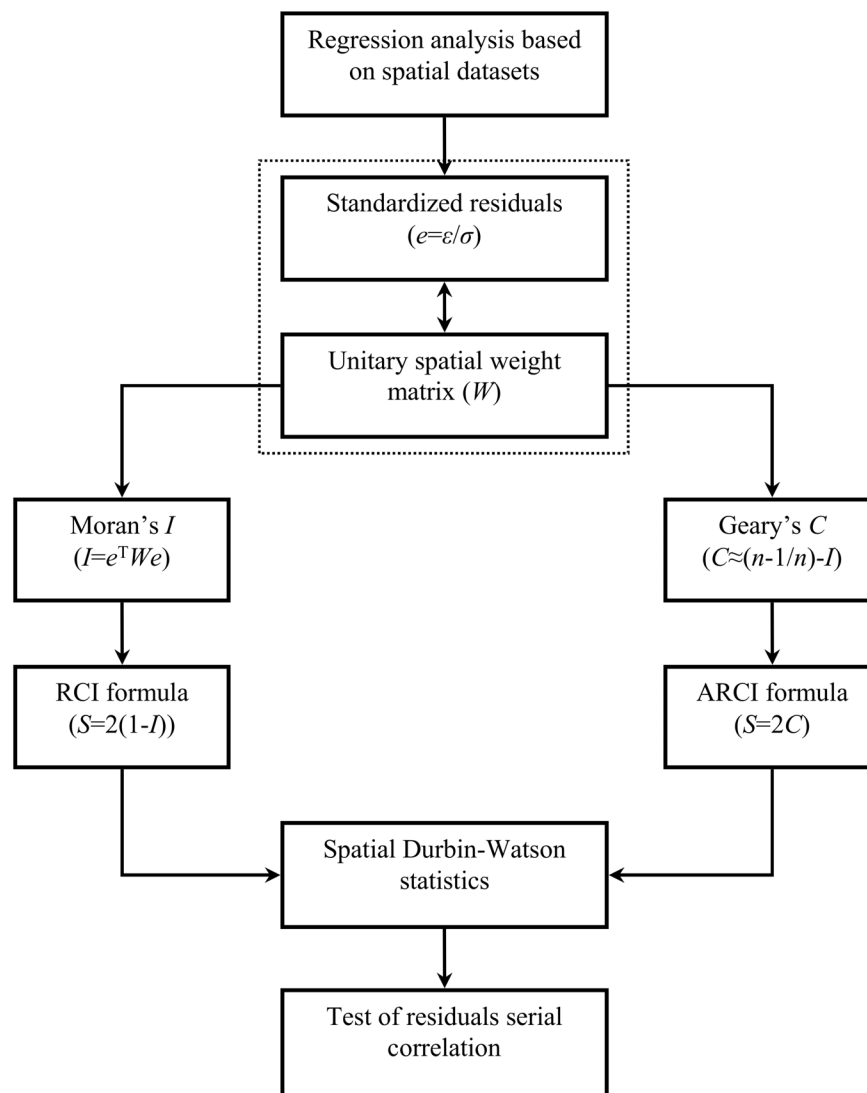 Regression analysis based
on spatial datasets
Standardized residuals
(e=ε/σ)
Unitary spatial weight
matrix (W)
Moran’s I
(I=eᵀWe)
Geary’s C
(C≈(n-1/n)-I)
RCI formula
(S=2(1-I))
ARCI formula
(S=2C)
Spatial Durbin-Watson
statistics
Test of residuals serial
correlation